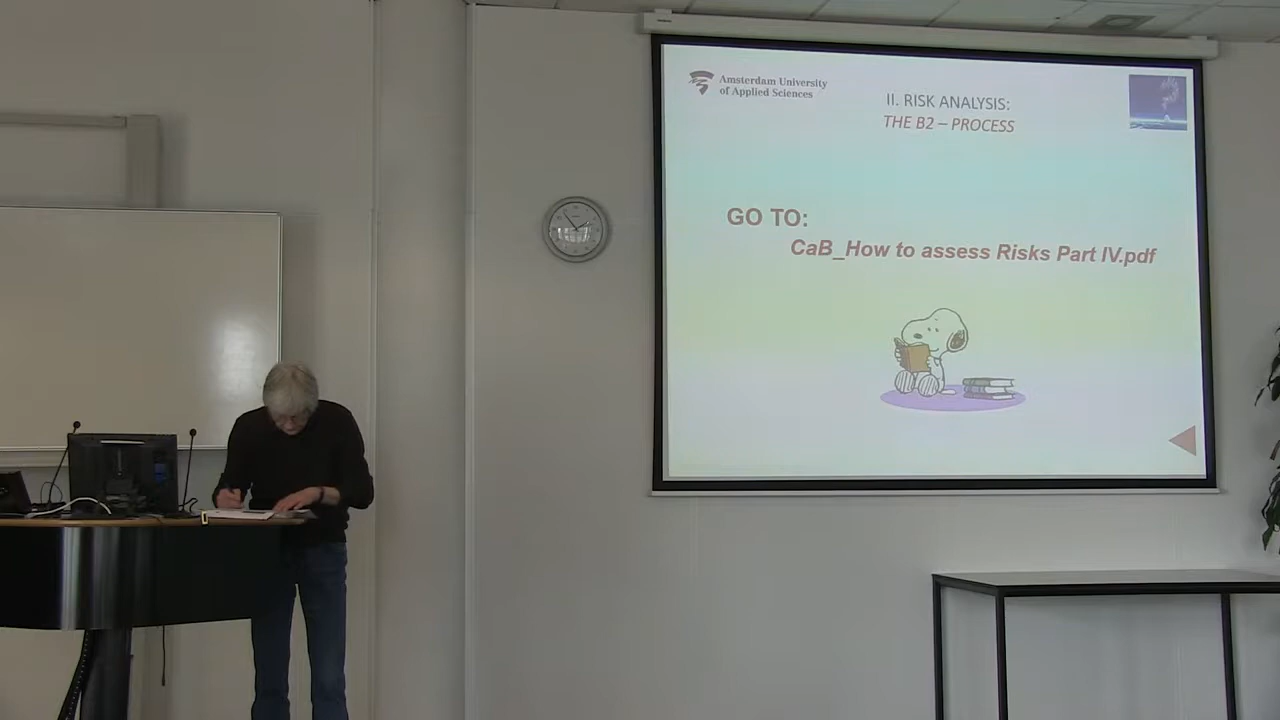 Amsterdam University
of Applied Sciences
II. RISK ANALYSIS:
THE B2 – PROCESS
GO TO:
CaB_How to assess Risks Part IV.pdf